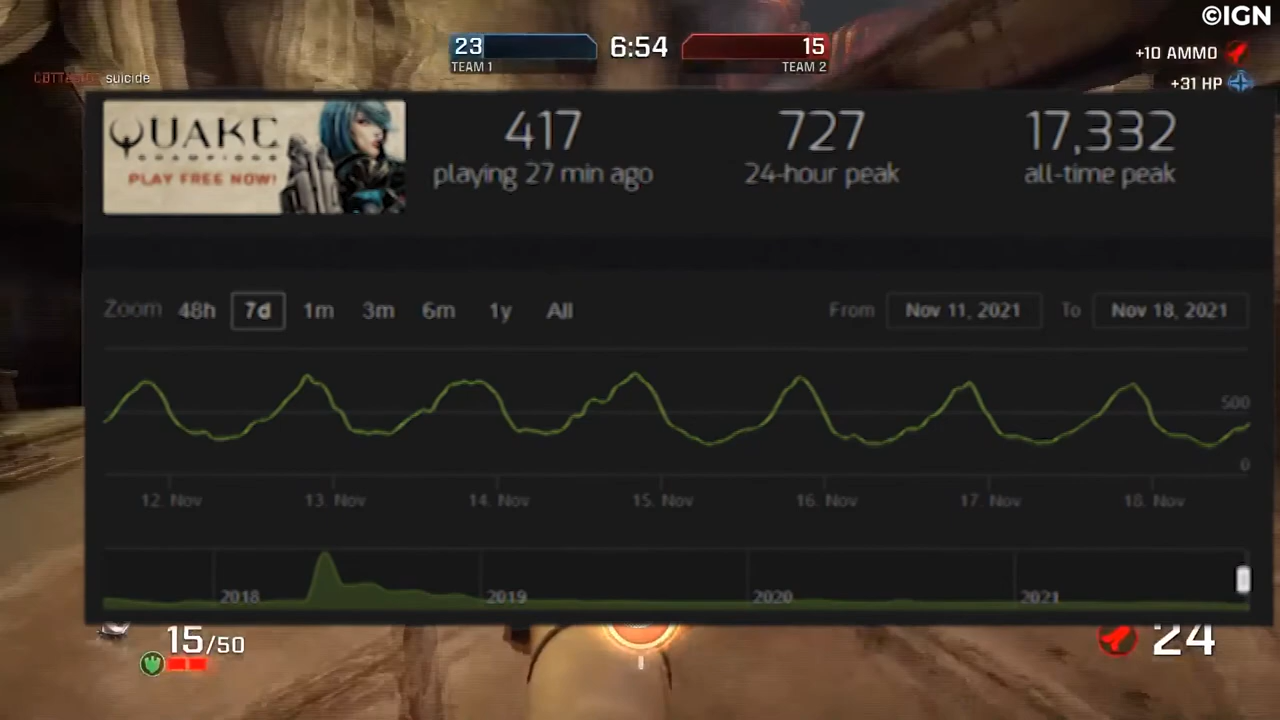 ©IGN
23 6:54 15
TEAM 1 TEAM 2
+10 AMMO
suicide
+31 HP
QUAKE
CHAMPIONS
PLAY FREE NOW!
417 727 17,332
playing 27 min ago 24-hour peak all-time peak
Zoom 48h 7d 1m 3m 6m 1y All From Nov 11, 2021 To Nov 18, 2021
500
0
12. Nov 13. Nov 14. Nov 15. Nov 16. Nov 17. Nov 18. Nov
2018 2019 2020 2021
15/50 24